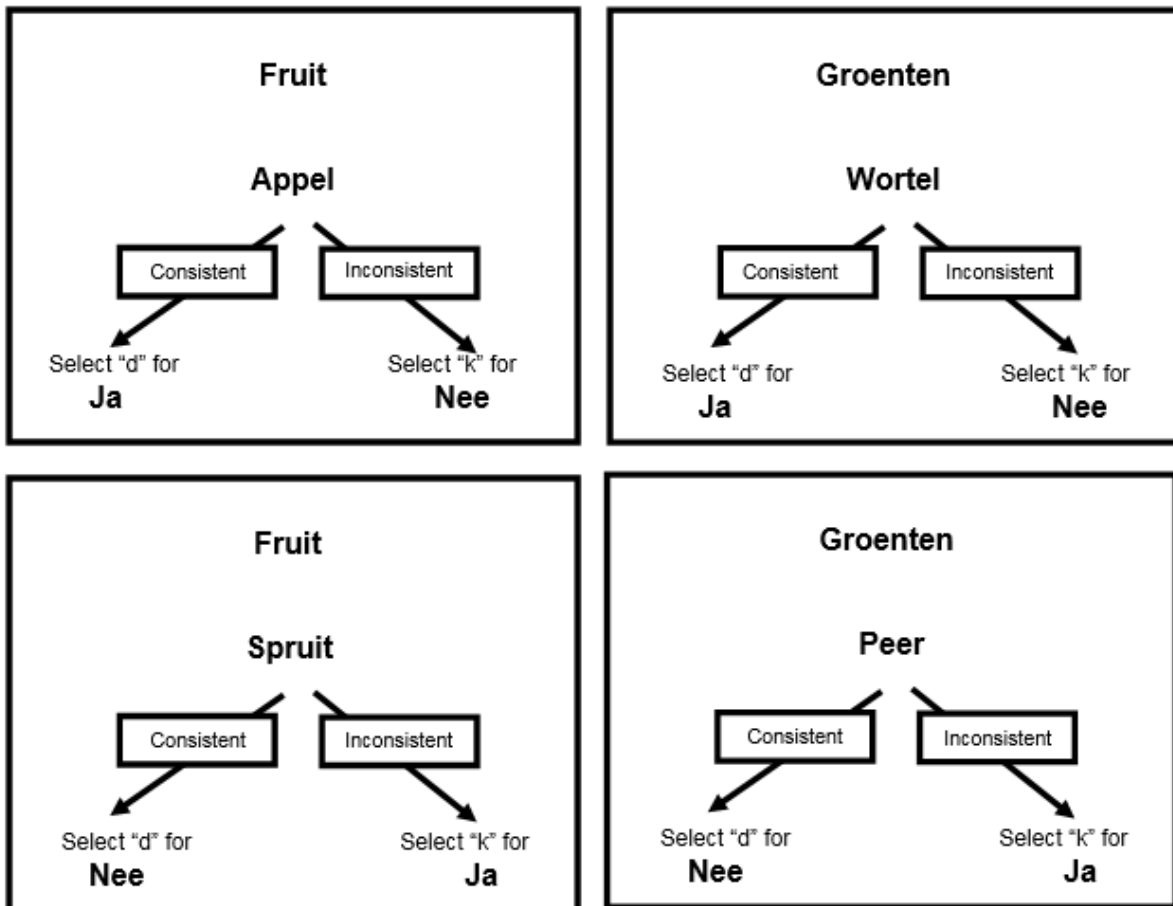 Fruit
Appel
Consistent
Inconsistent
Select “d” for
Ja
Select “k” for
Nee
Groenten
Wortel
Consistent
Inconsistent
Select “d” for
Ja
Select “k” for
Nee
Fruit
Spruit
Consistent
Inconsistent
Select “d” for
Nee
Select “k” for
Ja
Groenten
Peer
Consistent
Inconsistent
Select “d” for
Nee
Select “k” for
Ja